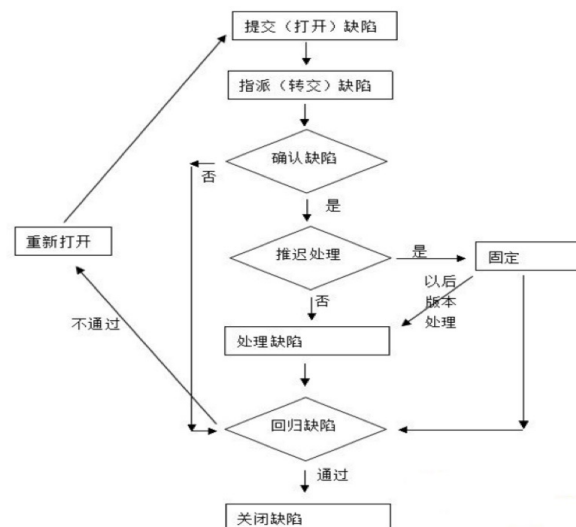 提交（打开）缺陷
指派（转交）缺陷
确认缺陷
否
是
重新打开
推迟处理
是
固定
以后
版本
处理
否
不通过
处理缺陷
回归缺陷
通过
关闭缺陷